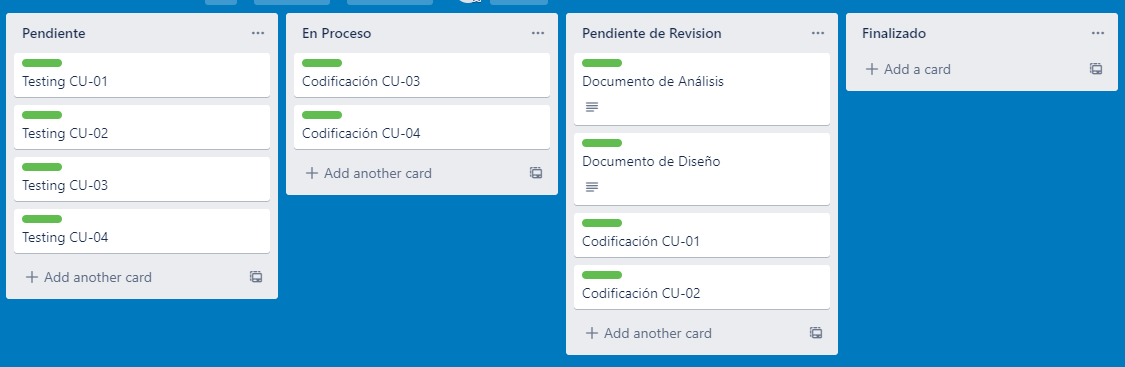 Pendiente
Testing CU-01
Testing CU-02
Testing CU-03
Testing CU-04
Add another card
En Proceso
Codificación CU-03
Codificación CU-04
Add another card
Pendiente de Revision
Documento de Análisis
Documento de Diseño
Codificación CU-01
Codificación CU-02
Add another card
Finalizado
Add a card